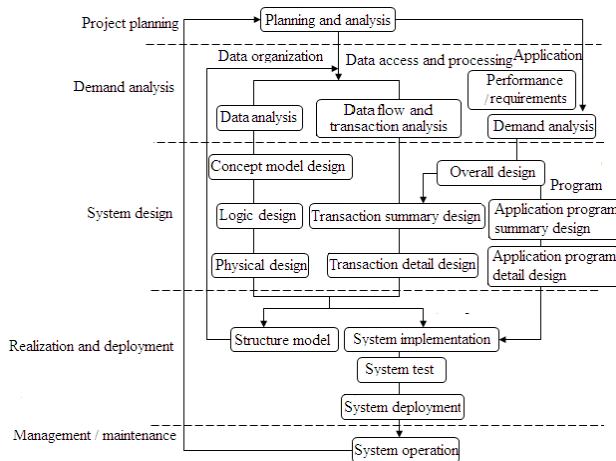 Project planning
Planning and analysis
Data organization
Data access and processing
Application
Demand analysis
Performance
/requirements
Data analysis
Data flow and
transaction analysis
Demand analysis
Concept model design
Overall design
Program
System design
Logic design
Transaction summary design
Application program
summary design
Physical design
Transaction detail design
Application program
detail design
Realization and deployment
Structure model
System implementation
System test
System deployment
Management / maintenance
System operation